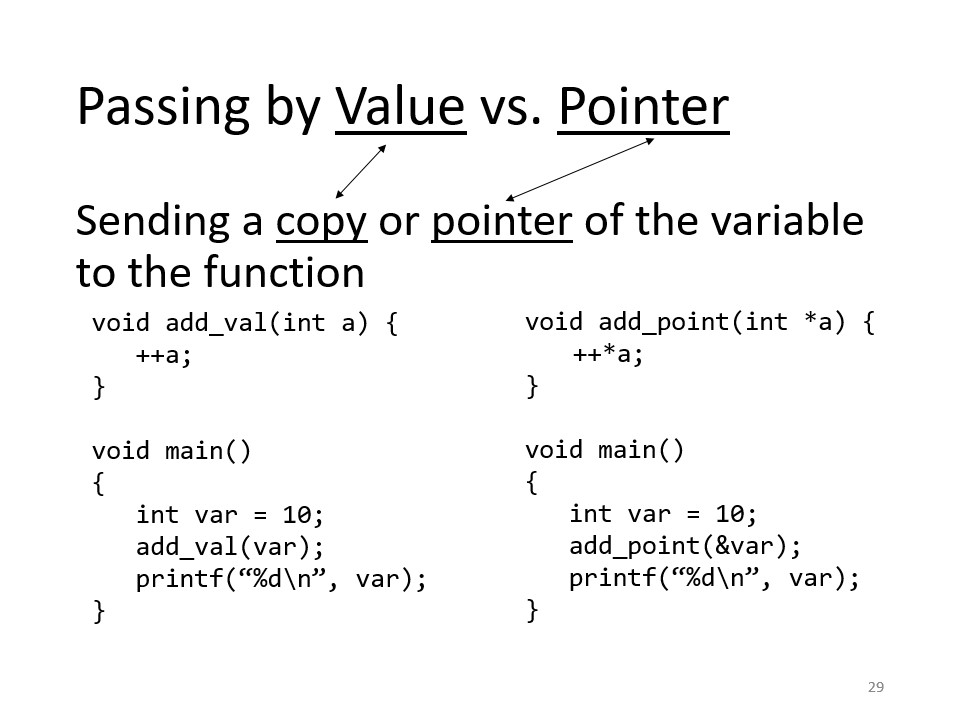 Passing by Value vs. Pointer
Sending a copy or pointer of the variable
to the function
void add_val(int a) {
   ++a;
}
void main()
{
   int var = 10;
   add_val(var);
   printf(“%d\n”, var);
}
void add_point(int *a) {
   ++*a;
}
void main()
{
   int var = 10;
   add_point(&var);
   printf(“%d\n”, var);
}
29